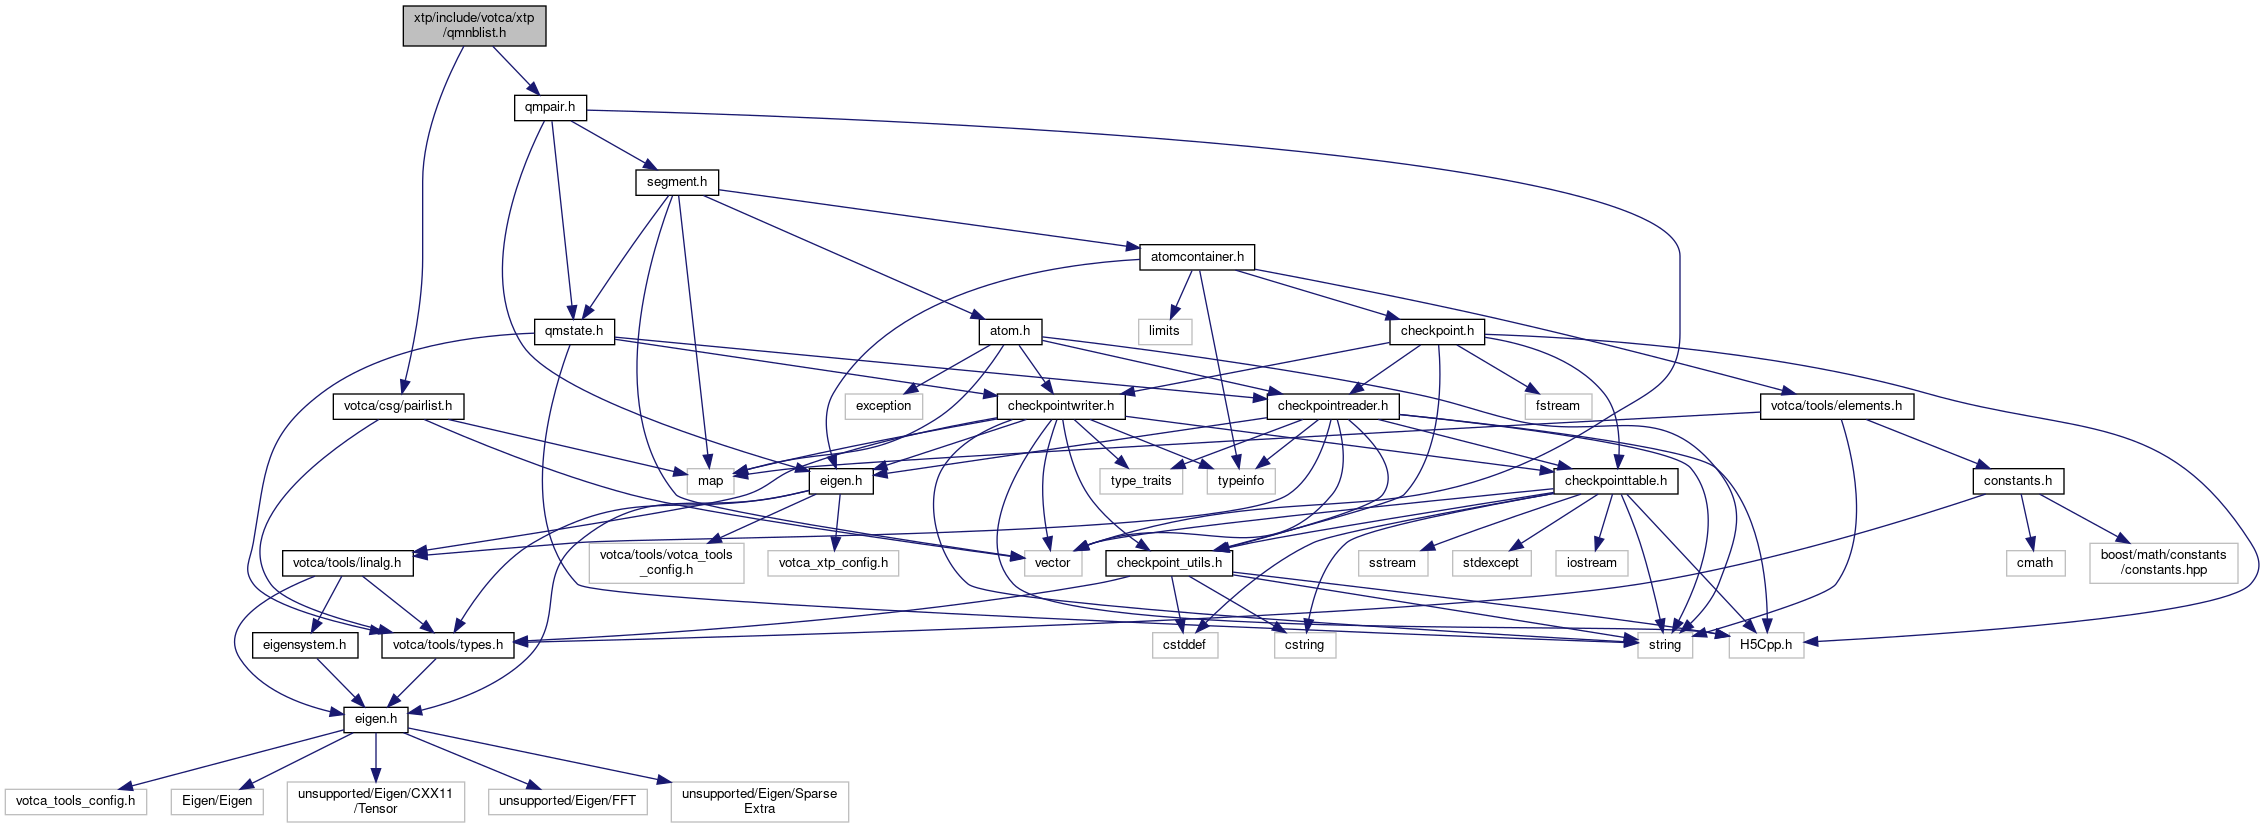 xtp/include/votca/xtp
/qmnblist.h
qmpair.h
segment.h
atomcontainer.h
qmstate.h
atom.h
limits
checkpoint.h
votca/csg/pairlist.h
exception
checkpointwriter.h
checkpointreader.h
fstream
votca/tools/elements.h
map
eigen.h
type_traits
typeinfo
checkpointtable.h
constants.h
votca/tools/linalg.h
votca/tools/votca_tools
_config.h
votca_xtp_config.h
vector
checkpoint_utils.h
sstream
stdexcept
iostream
cmath
boost/math/constants
/constants.hpp
eigensystem.h
votca/tools/types.h
cstddef
cstring
string
H5Cpp.h
eigen.h
votca_tools_config.h
Eigen/Eigen
unsupported/Eigen/CXX11
/Tensor
unsupported/Eigen/FFT
unsupported/Eigen/Sparse
Extra